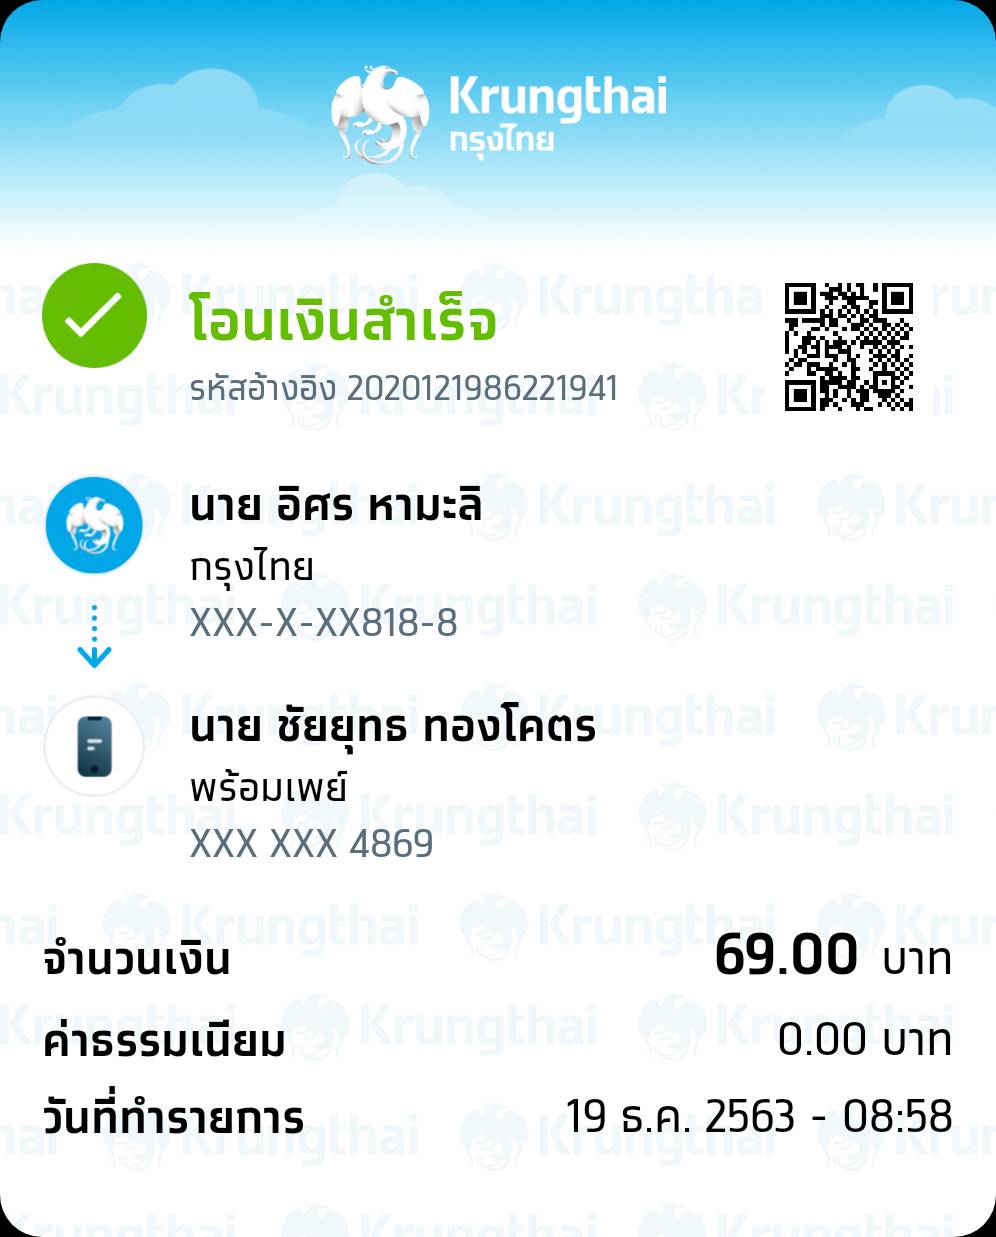 Krungthai
กรุงไทย
โอนเงินสำเร็จ
รหัสอ้างอิง 2020121986221941
นาย อิศร หามะลิ
กรุงไทย
XXX-X-XX818-8
นาย ชัยยุทธ ทองโคตร
พร้อมเพย์
XXX XXX 4869
จำนวนเงิน 69.00 บาท
ค่าธรรมเนียม 0.00 บาท
วันที่ทำรายการ 19 ธ.ค. 2563 - 08:58